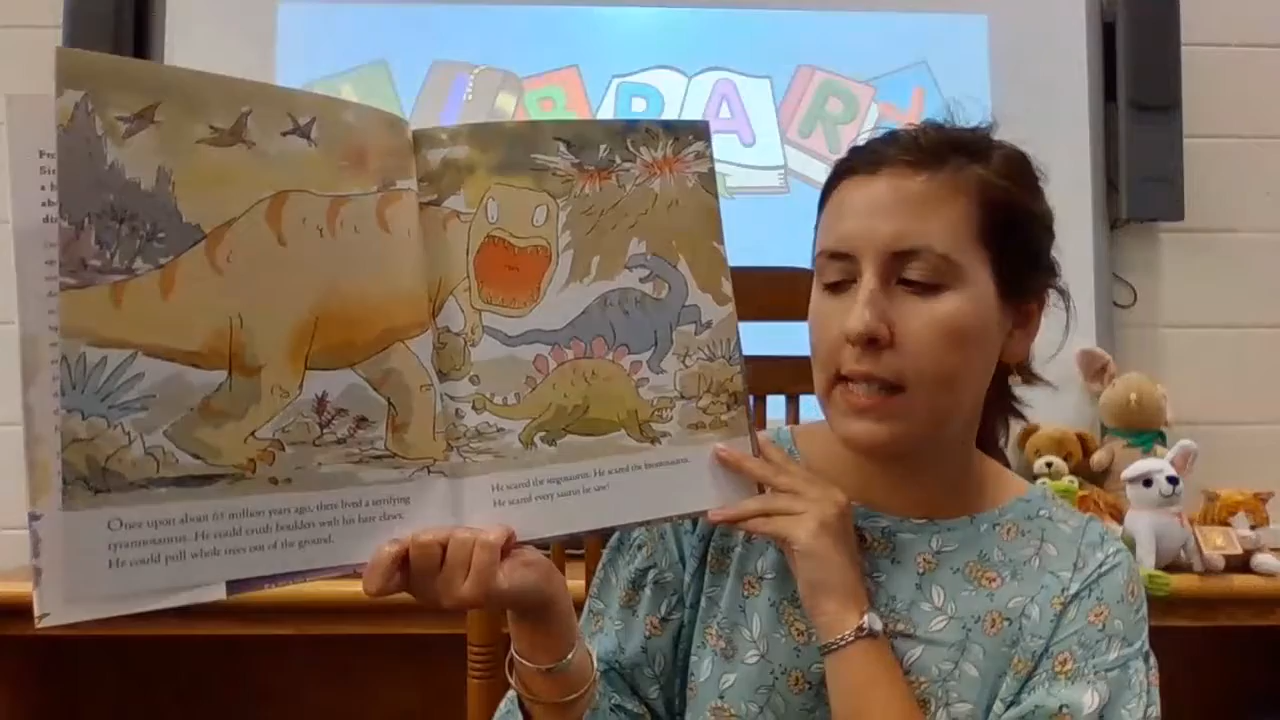 LIBRARY
Once upon about 65 million years ago, there lived a terrifying
tyrannosaurus. He could crush boulders with his bare claws.
He could pull whole trees out of the ground.
He scared the stegosaurus. He scared the brontosaurus.
He scared every saurus he saw!